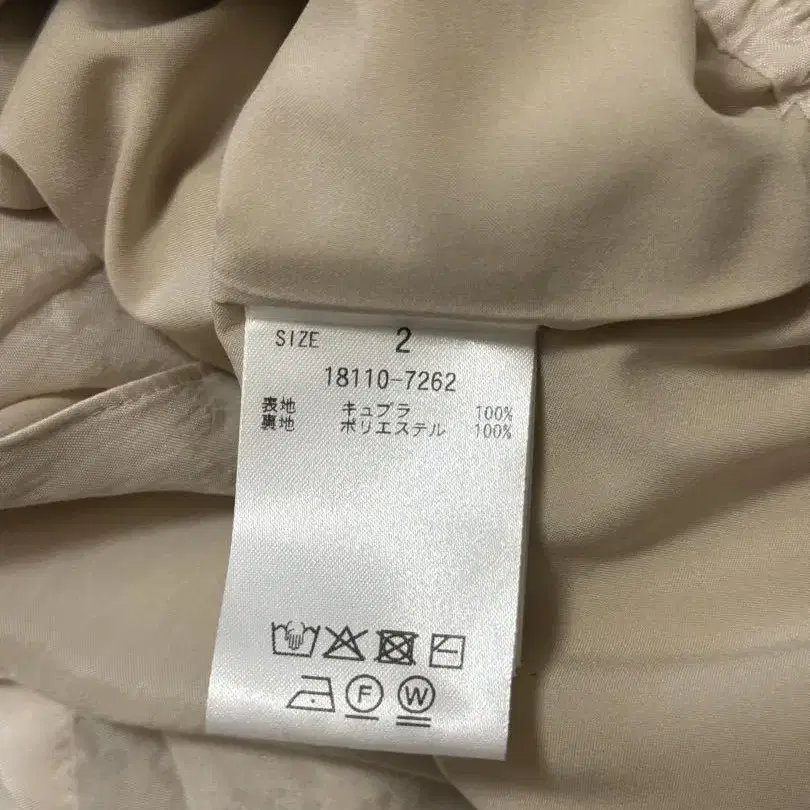 SIZE 2
18110-7262
表地 キュプラ 100%
裏地 ポリエステル 100%
F W